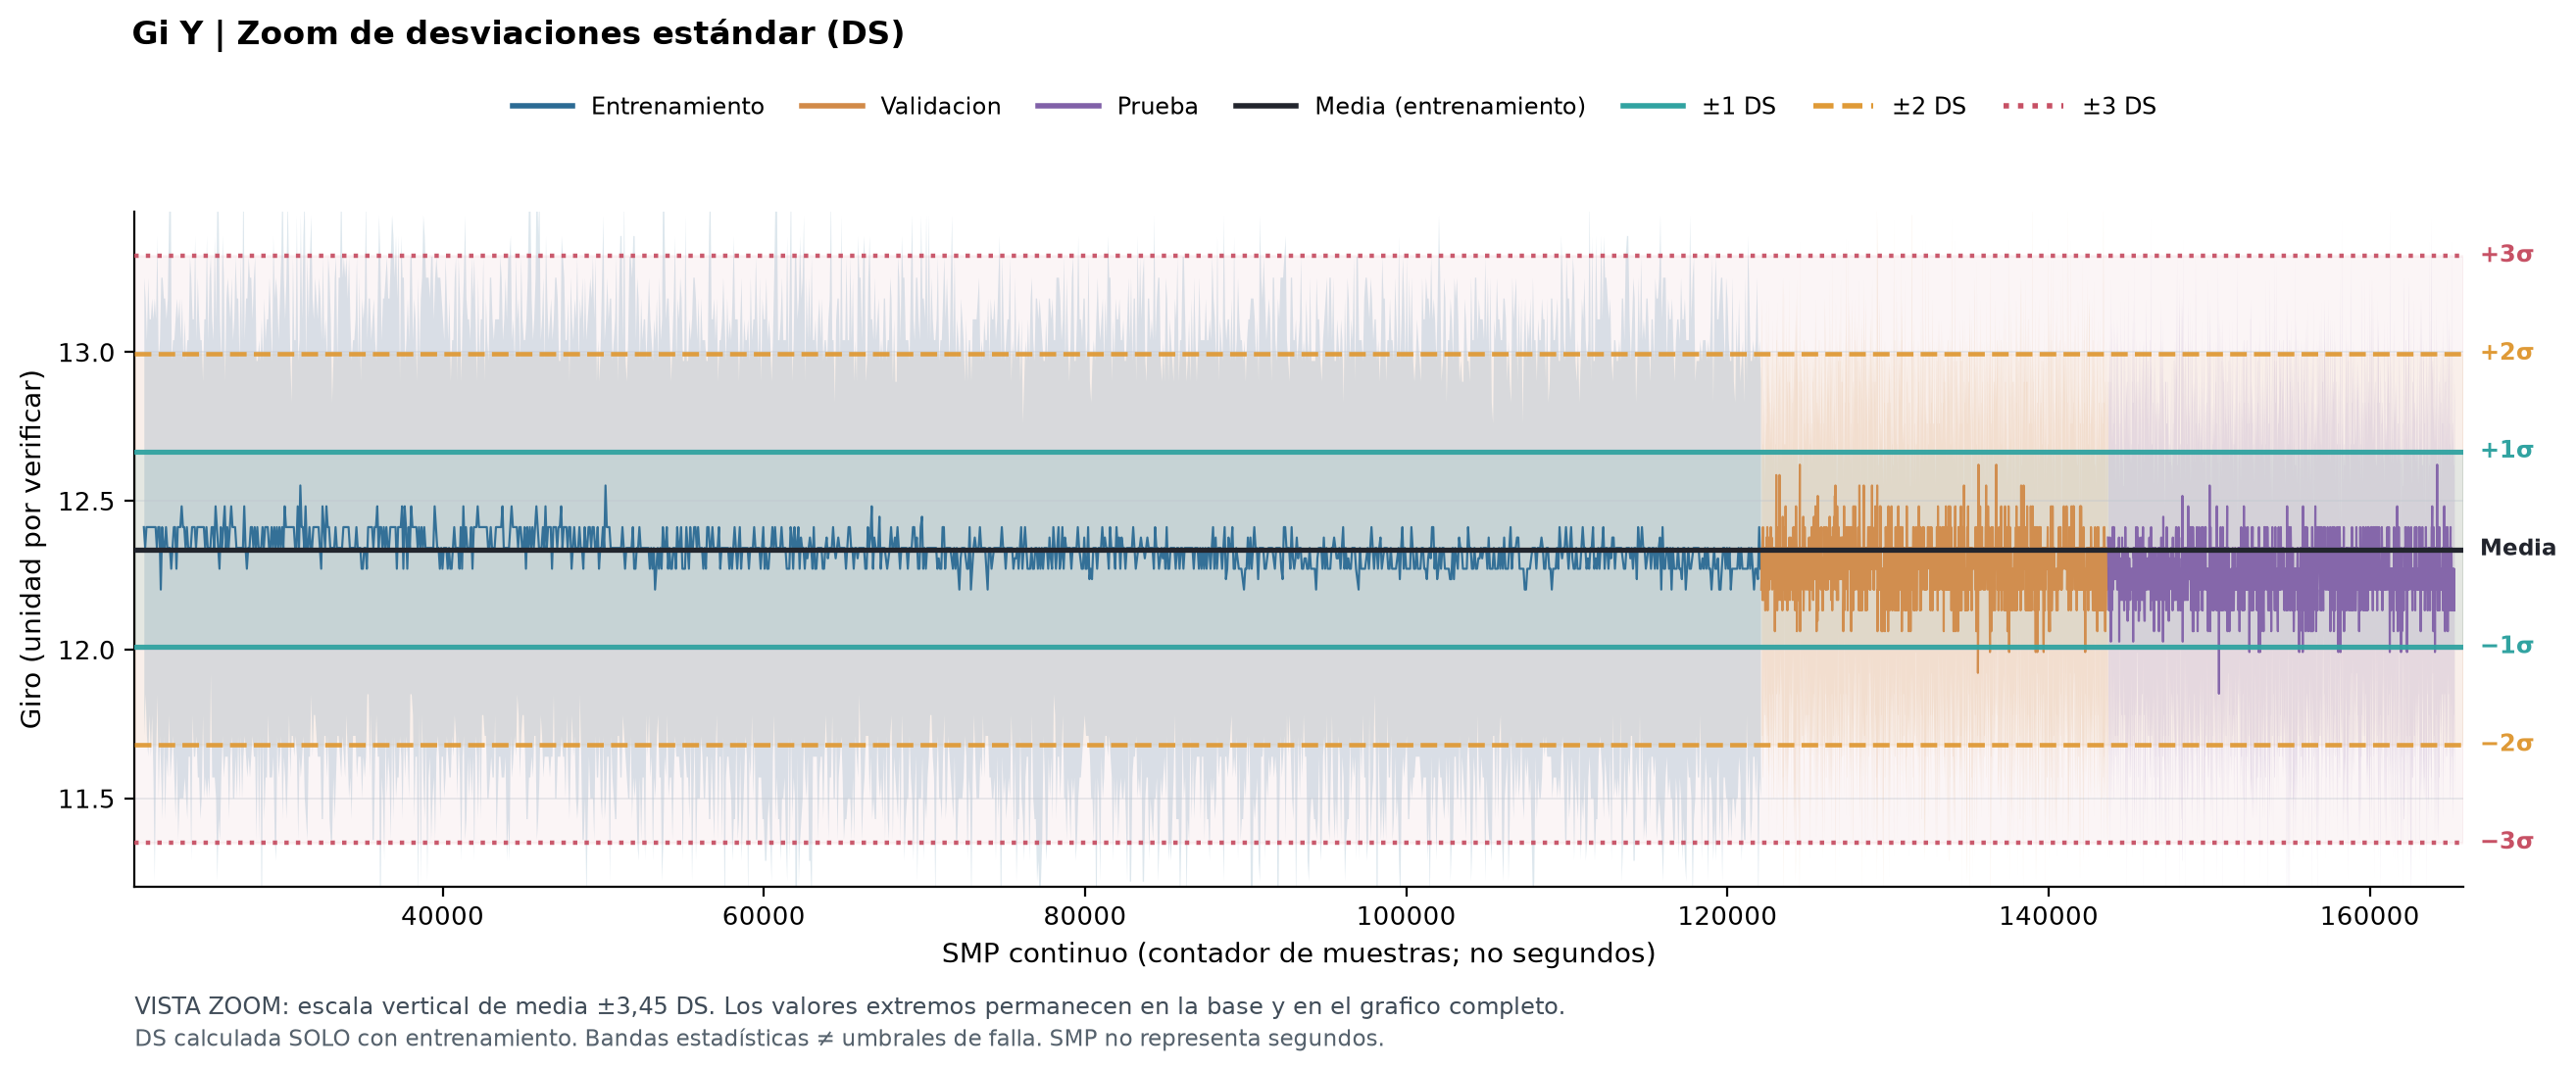 Gi Y | Zoom de desviaciones estándar (DS)
Entrenamiento Validacion Prueba Media (entrenamiento) ±1 DS ±2 DS ±3 DS
Giro (unidad por verificar)
13.0
12.5
12.0
11.5
+3σ
+2σ
+1σ
Media
−1σ
−2σ
−3σ
40000 60000 80000 100000 120000 140000 160000
SMP continuo (contador de muestras; no segundos)
VISTA ZOOM: escala vertical de media ±3,45 DS. Los valores extremos permanecen en la base y en el grafico completo.
DS calculada SOLO con entrenamiento. Bandas estadísticas ≠ umbrales de falla. SMP no representa segundos.